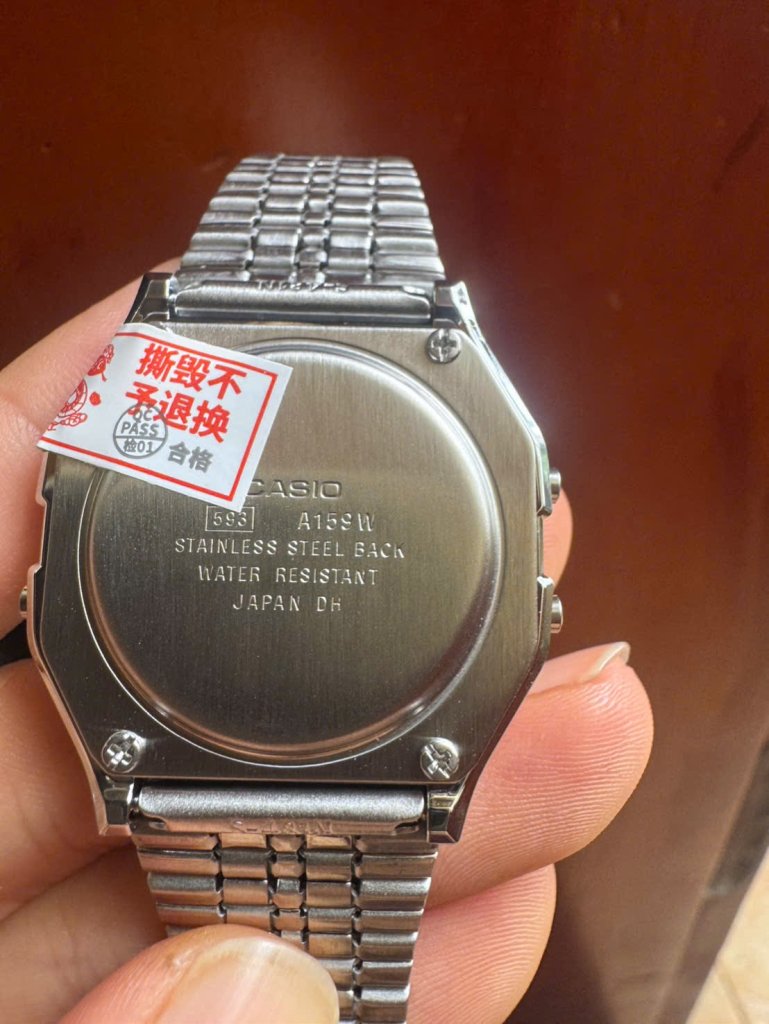 撕毁不
予退换
QC
PASS
检01
合格
CASIO
593 A159W
STAINLESS STEEL BACK
WATER RESISTANT
JAPAN DH